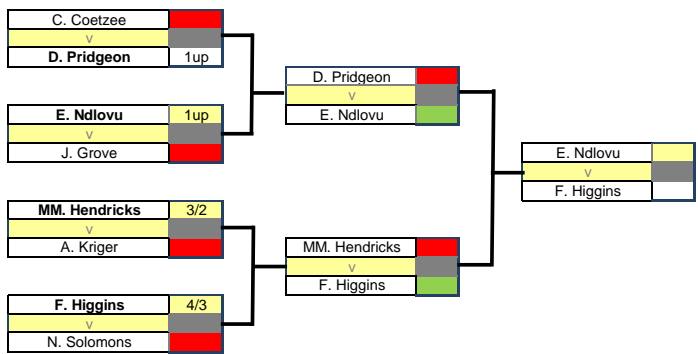 C. Coetzee
v
D. Pridgeon 1up
E. Ndlovu 1up
v
J. Grove
MM. Hendricks 3/2
v
A. Kriger
F. Higgins 4/3
v
N. Solomons
D. Pridgeon
v
E. Ndlovu
MM. Hendricks
v
F. Higgins
E. Ndlovu
v
F. Higgins